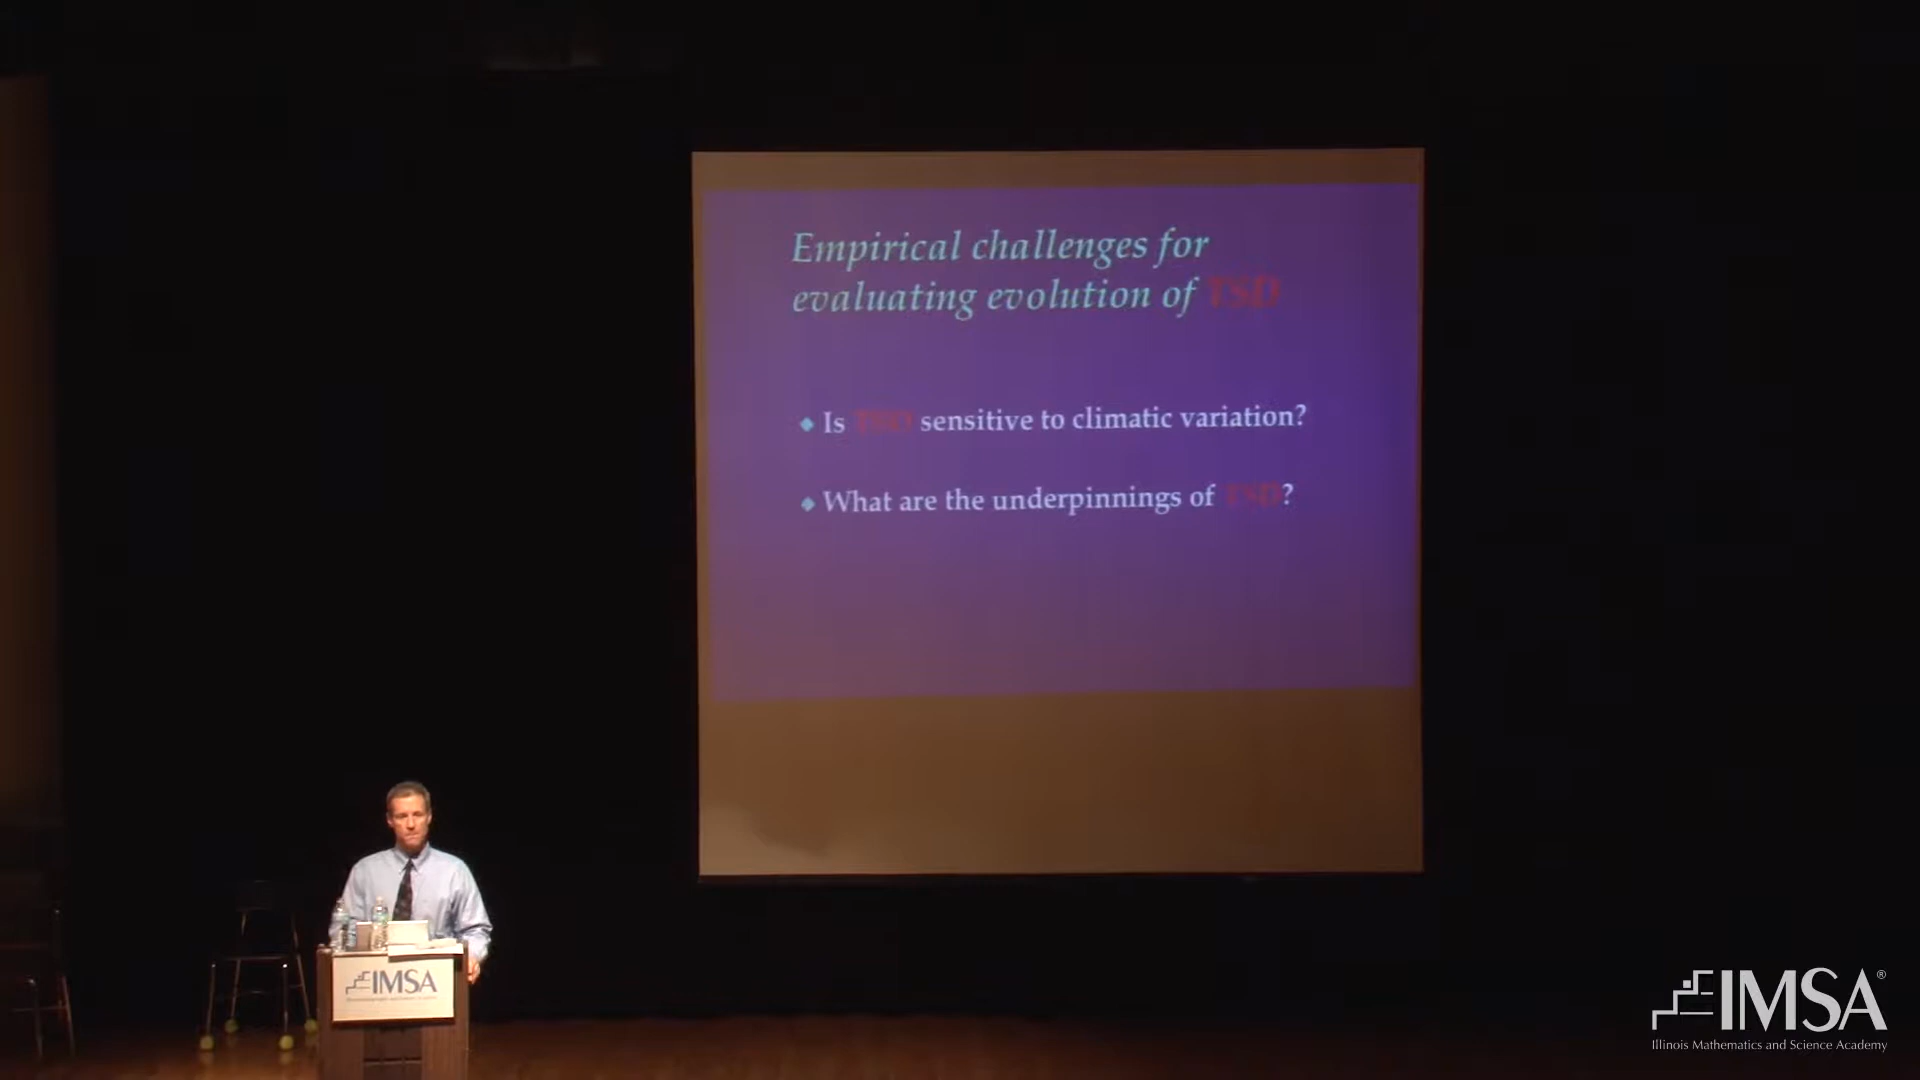 Empirical challenges for
evaluating evolution of TSD
Is TSD sensitive to climatic variation?
What are the underpinnings of TSD?
IMSA
IMSA®
Illinois Mathematics and Science Academy